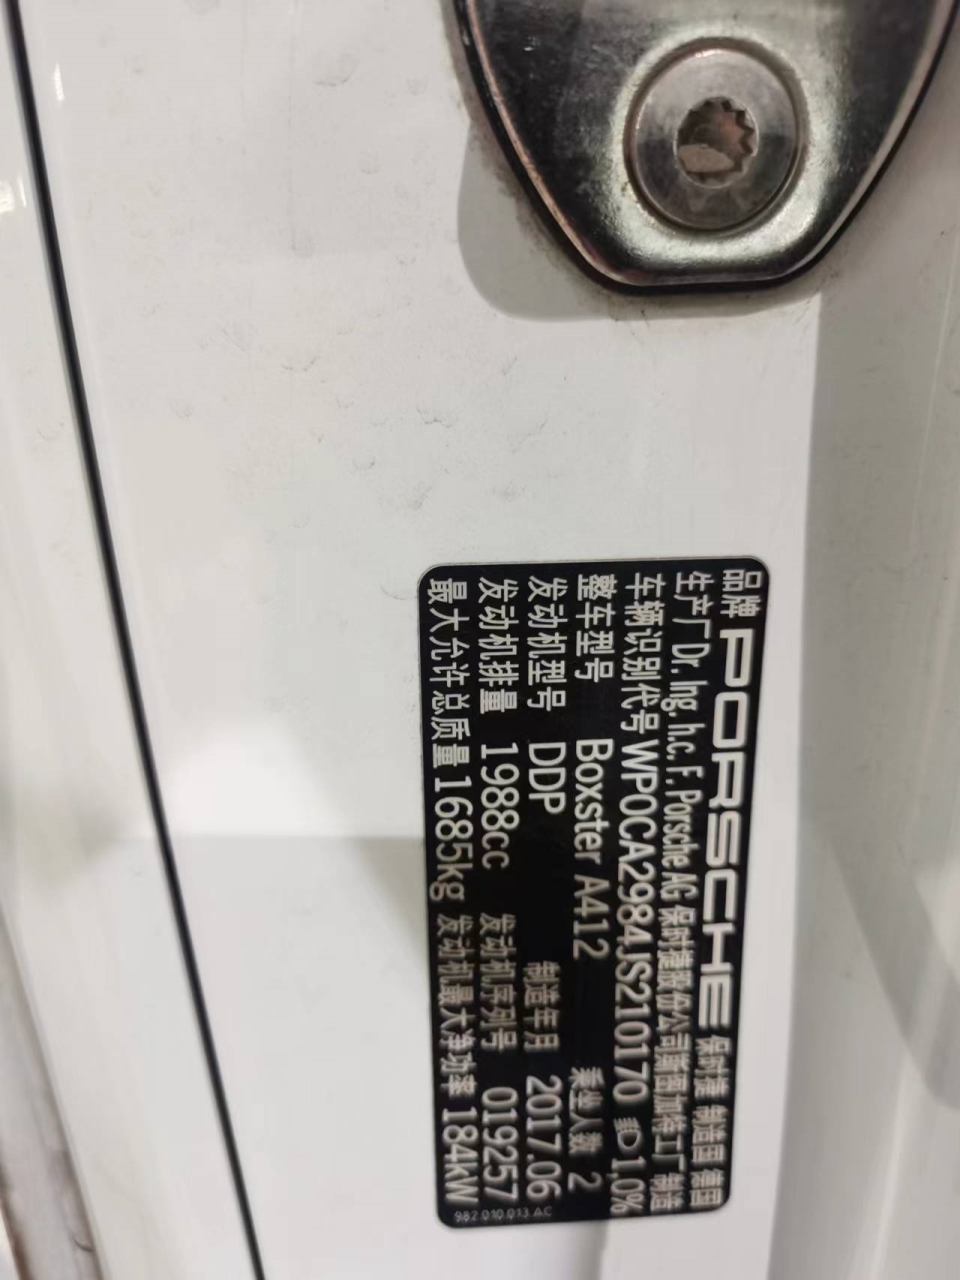 品牌 PORSCHE 保时捷 制造国 德国
生产厂Dr. Ing. h.c. F. Porsche AG 保时捷股份公司斯图加特工厂 制造
车辆识别代号 WP0CA2984JS210170 1.0%
整车型号 Boxster A412 乘坐人数 2
发动机型号 DDP 制造年月 2017.06
发动机排量 1988cc 发动机序列号 019257
最大允许总质量 1685kg 发动机最大净功率 184kW
982 010 013 AC